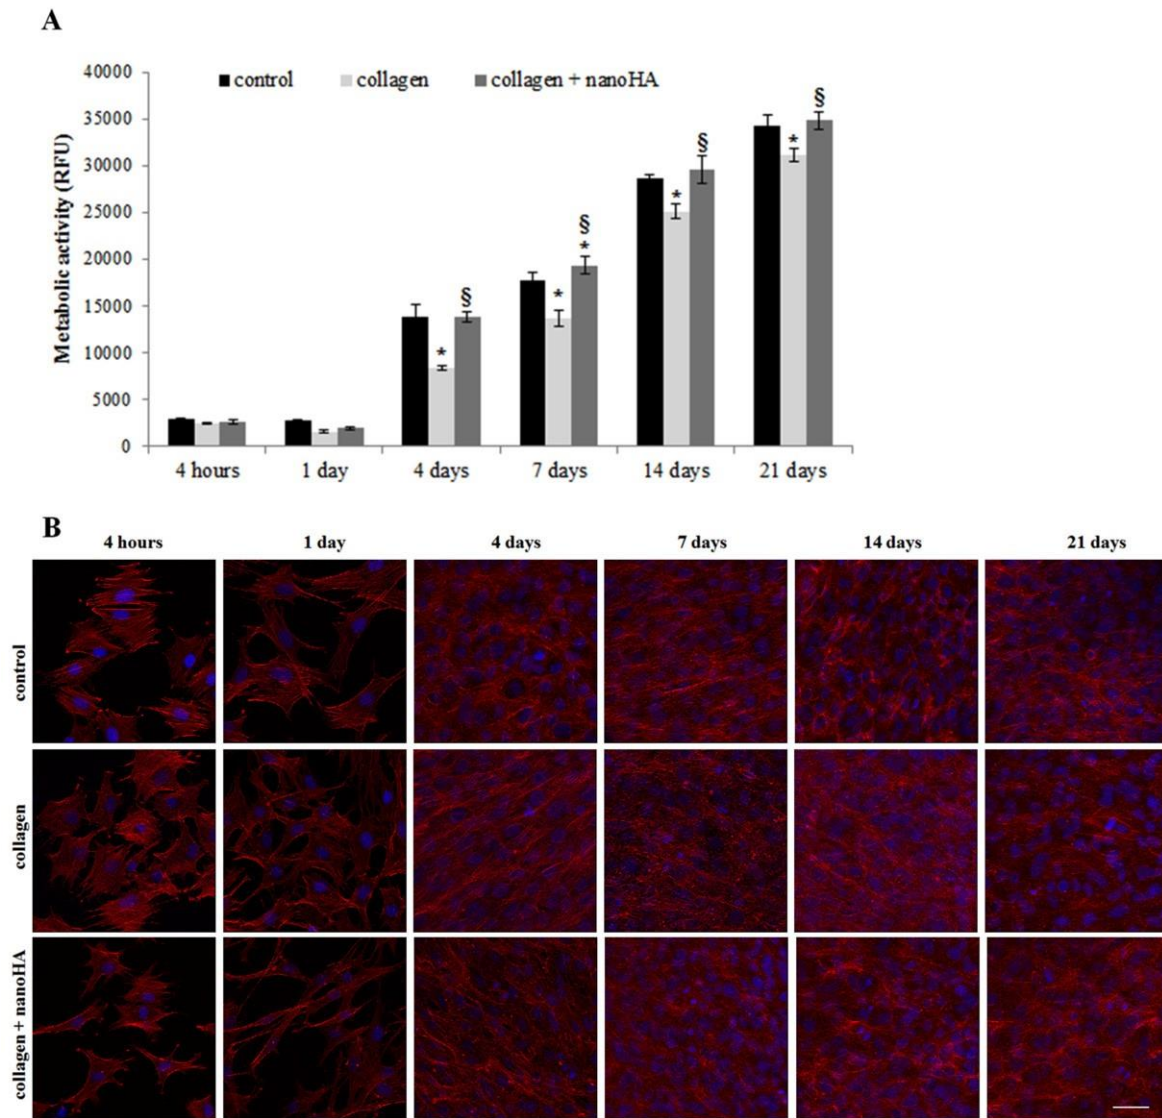 A
40000
control
collagen
collagen + nanoHA
35000
30000
25000
20000
15000
10000
5000
0
Metabolic activity (RFU)
*
§
*
*
§
*
§
*
§
4 hours
1 day
4 days
7 days
14 days
21 days
B
4 hours
1 day
4 days
7 days
14 days
21 days
control
collagen
collagen + nanoHA